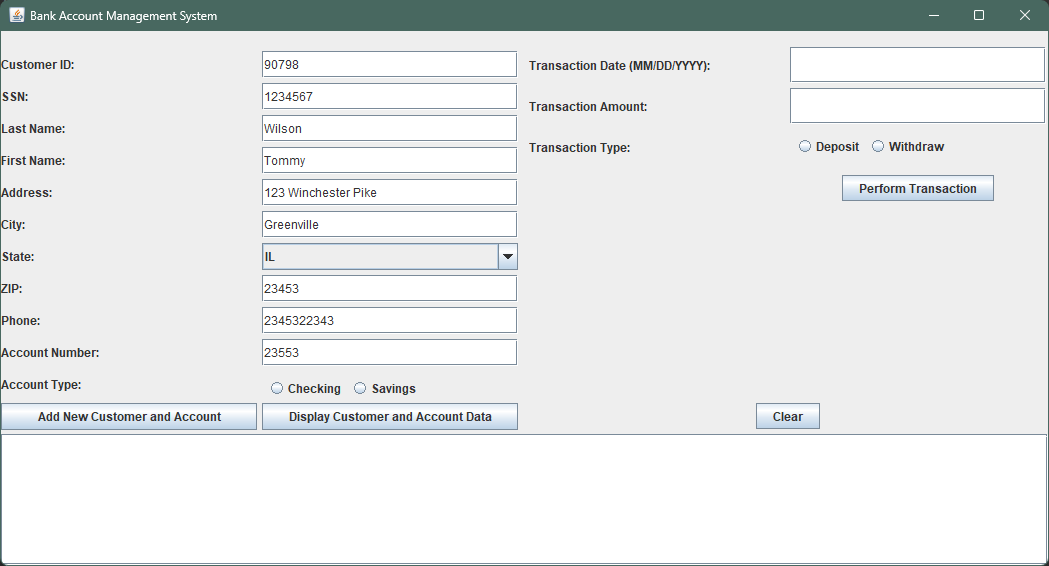 Bank Account Management System
Customer ID: 90798
SSN: 1234567
Last Name: Wilson
First Name: Tommy
Address: 123 Winchester Pike
City: Greenville
State: IL
ZIP: 23453
Phone: 2345322343
Account Number: 23553
Account Type: Checking Savings
Add New Customer and Account Display Customer and Account Data
Transaction Date (MM/DD/YYYY):
Transaction Amount:
Transaction Type: Deposit Withdraw
Perform Transaction
Clear